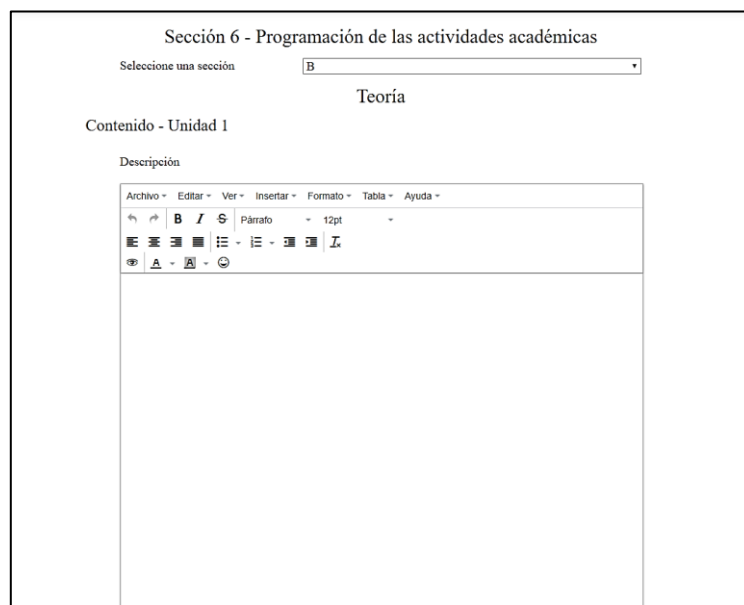 Sección 6 - Programación de las actividades académicas
Seleccione una sección B
Teoría
Contenido - Unidad 1
Descripción
Archivo Editar Ver Insertar Formato Tabla Ayuda
B I S Párrafo 12pt
A A